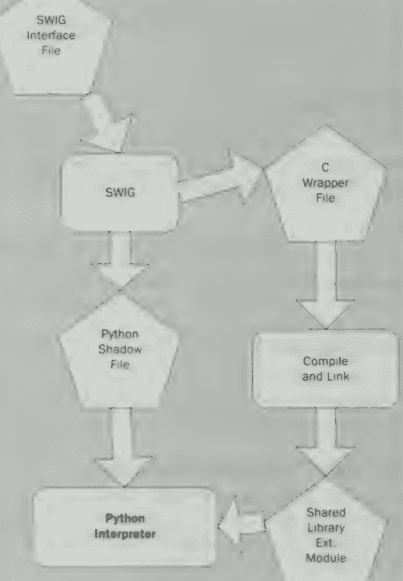 SWIG
Interface
File
SWIG
C
Wrapper
File
Python
Shadow
File
Compile
and Link
Python
Interpreter
Shared
Library
Ext.
Module